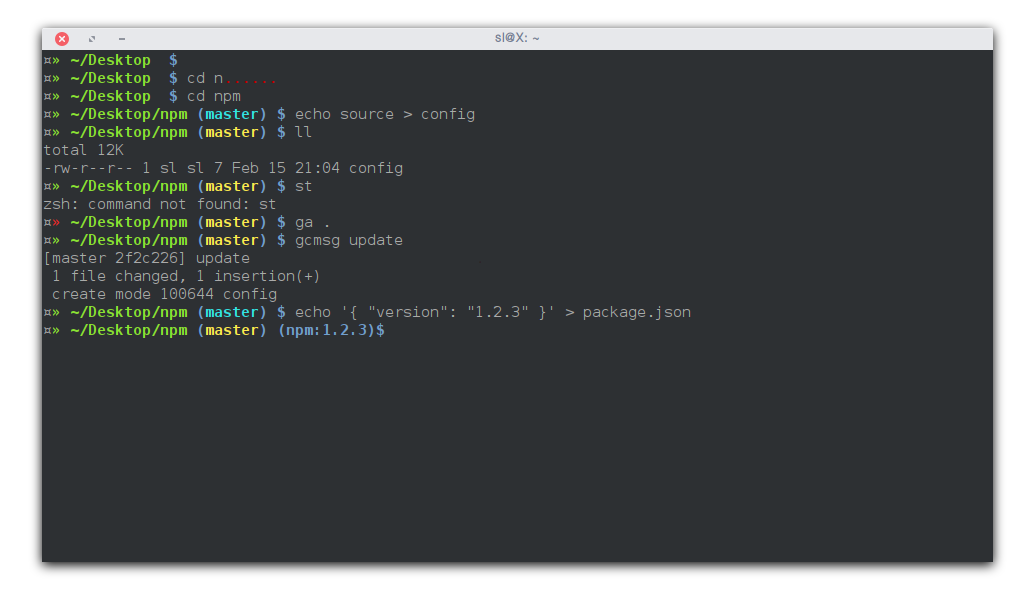 sl@X: ~
¤» ~/Desktop  $
¤» ~/Desktop  $ cd n......
¤» ~/Desktop  $ cd npm
¤» ~/Desktop/npm (master) $ echo source > config
¤» ~/Desktop/npm (master) $ ll
total 12K
-rw-r--r-- 1 sl sl 7 Feb 15 21:04 config
¤» ~/Desktop/npm (master) $ st
zsh: command not found: st
¤» ~/Desktop/npm (master) $ ga .
¤» ~/Desktop/npm (master) $ gcmsg update
[master 2f2c226] update
 1 file changed, 1 insertion(+)
 create mode 100644 config
¤» ~/Desktop/npm (master) $ echo '{ "version": "1.2.3" }' > package.json
¤» ~/Desktop/npm (master) (npm:1.2.3)$